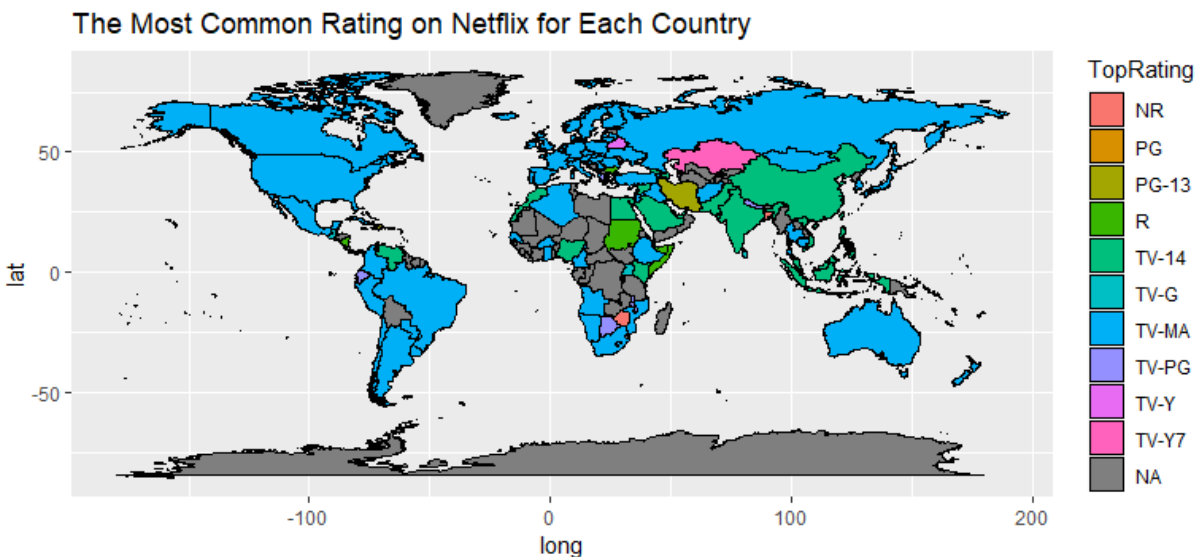 The Most Common Rating on Netflix for Each Country
lat
50
0
-50
-100
0
100
200
long
TopRating
NR
PG
PG-13
R
TV-14
TV-G
TV-MA
TV-PG
TV-Y
TV-Y7
NA